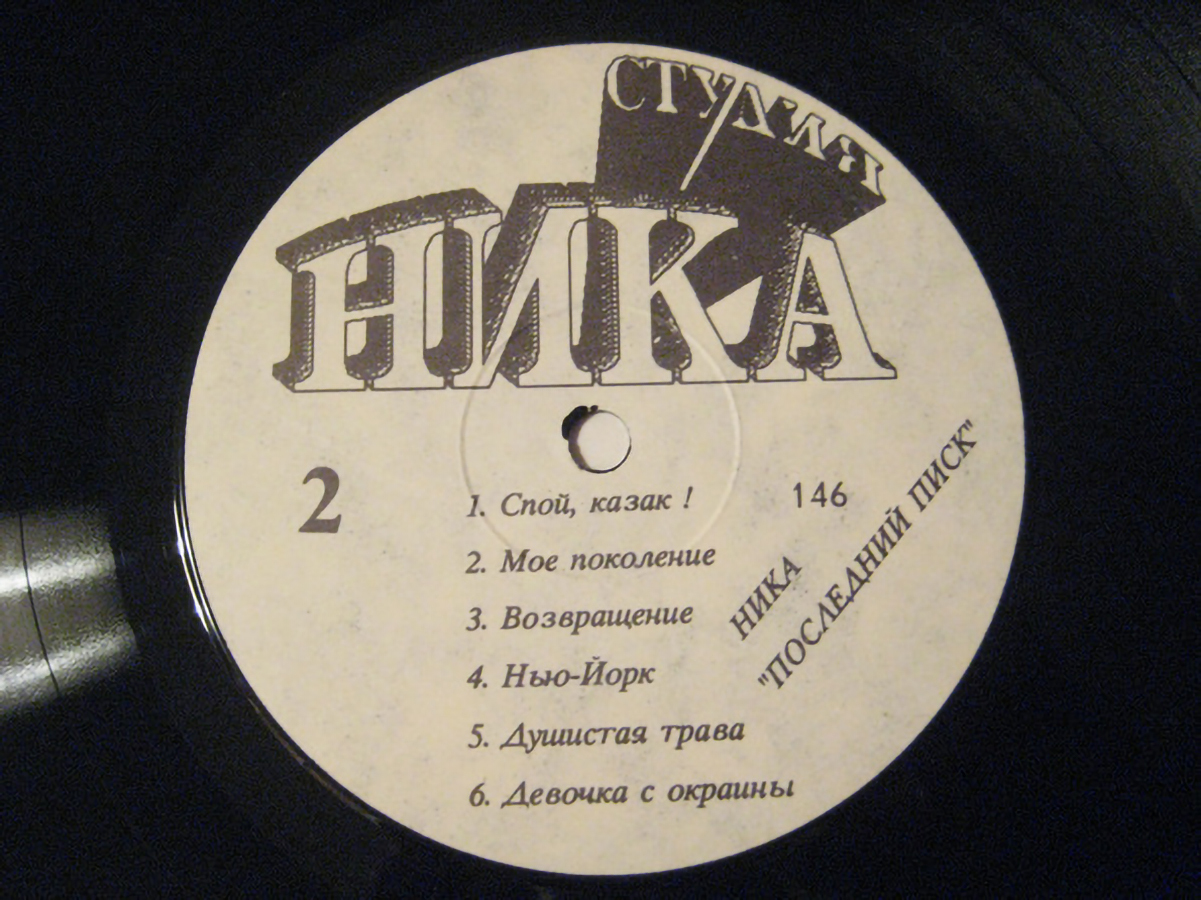 СТУДИЯ
НИКА
2
1. Спой, казак !
146
2. Мое поколение
3. Возвращение
4. Нью-Йорк
5. Душистая трава
6. Девочка с окраины
НИКА
"ПОСЛЕДНИЙ ПИСК"